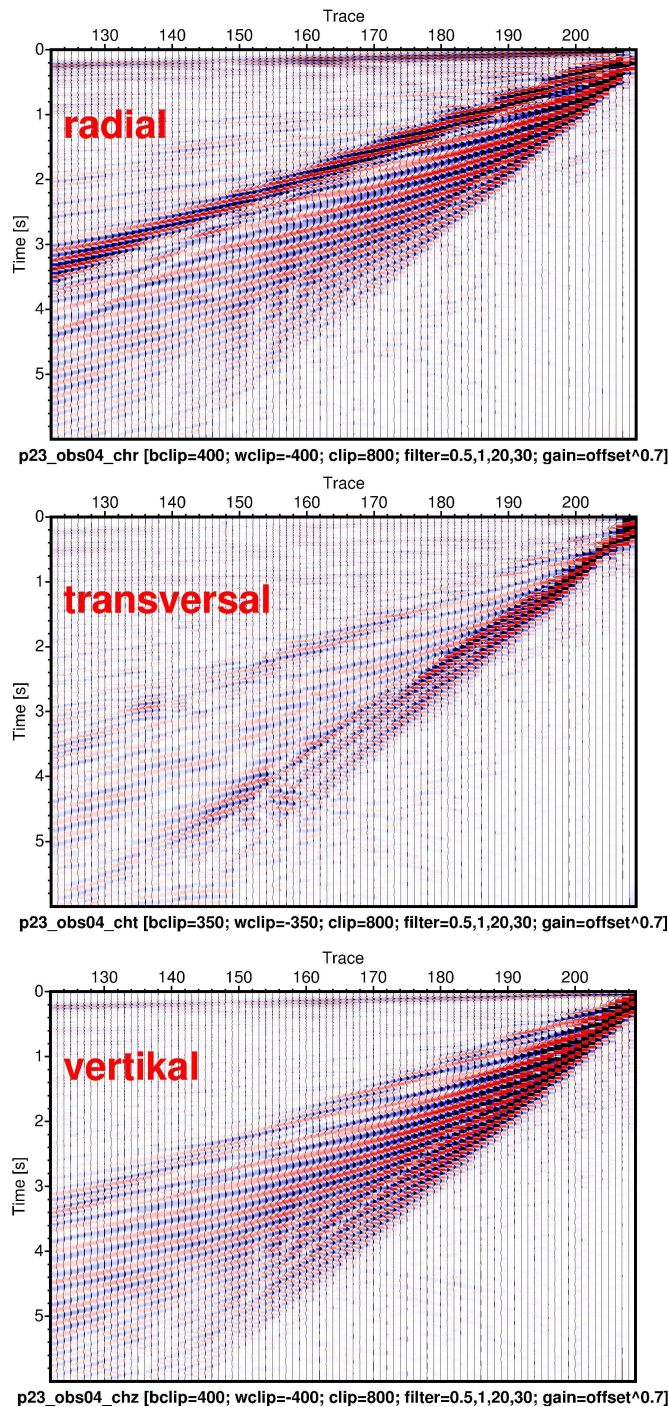 Trace
130 140 150 160 170 180 190 200
0
1
radial
2
Time [s]
3
4
5
p23_obs04_chr [bclip=400; wclip=-400; clip=800; filter=0.5,1,20,30; gain=offset^0.7]
Trace
130 140 150 160 170 180 190 200
0
1
transversal
2
Time [s]
3
4
5
p23_obs04_cht [bclip=350; wclip=-350; clip=800; filter=0.5,1,20,30; gain=offset^0.7]
Trace
130 140 150 160 170 180 190 200
0
1
vertikal
2
Time [s]
3
4
5
p23_obs04_chz [bclip=400; wclip=-400; clip=800; filter=0.5,1,20,30; gain=offset^0.7]